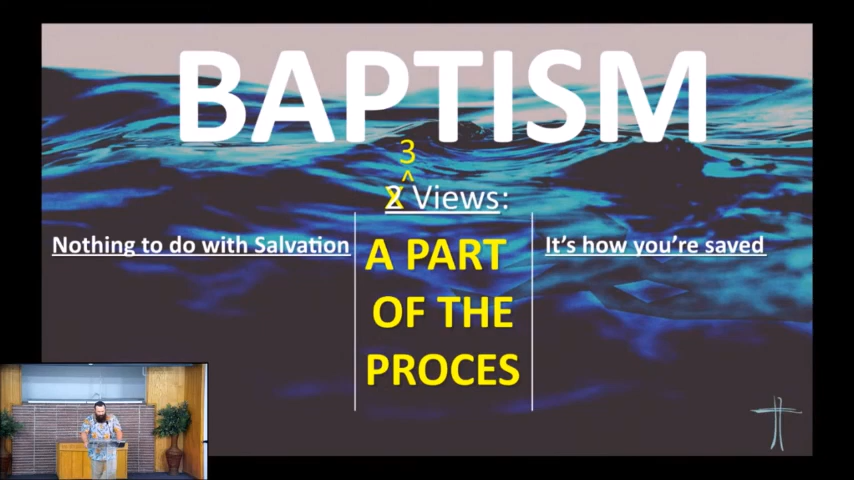 BAPTISM
3
^
2 Views:
Nothing to do with Salvation
A PART
OF THE
PROCES
It's how you're saved